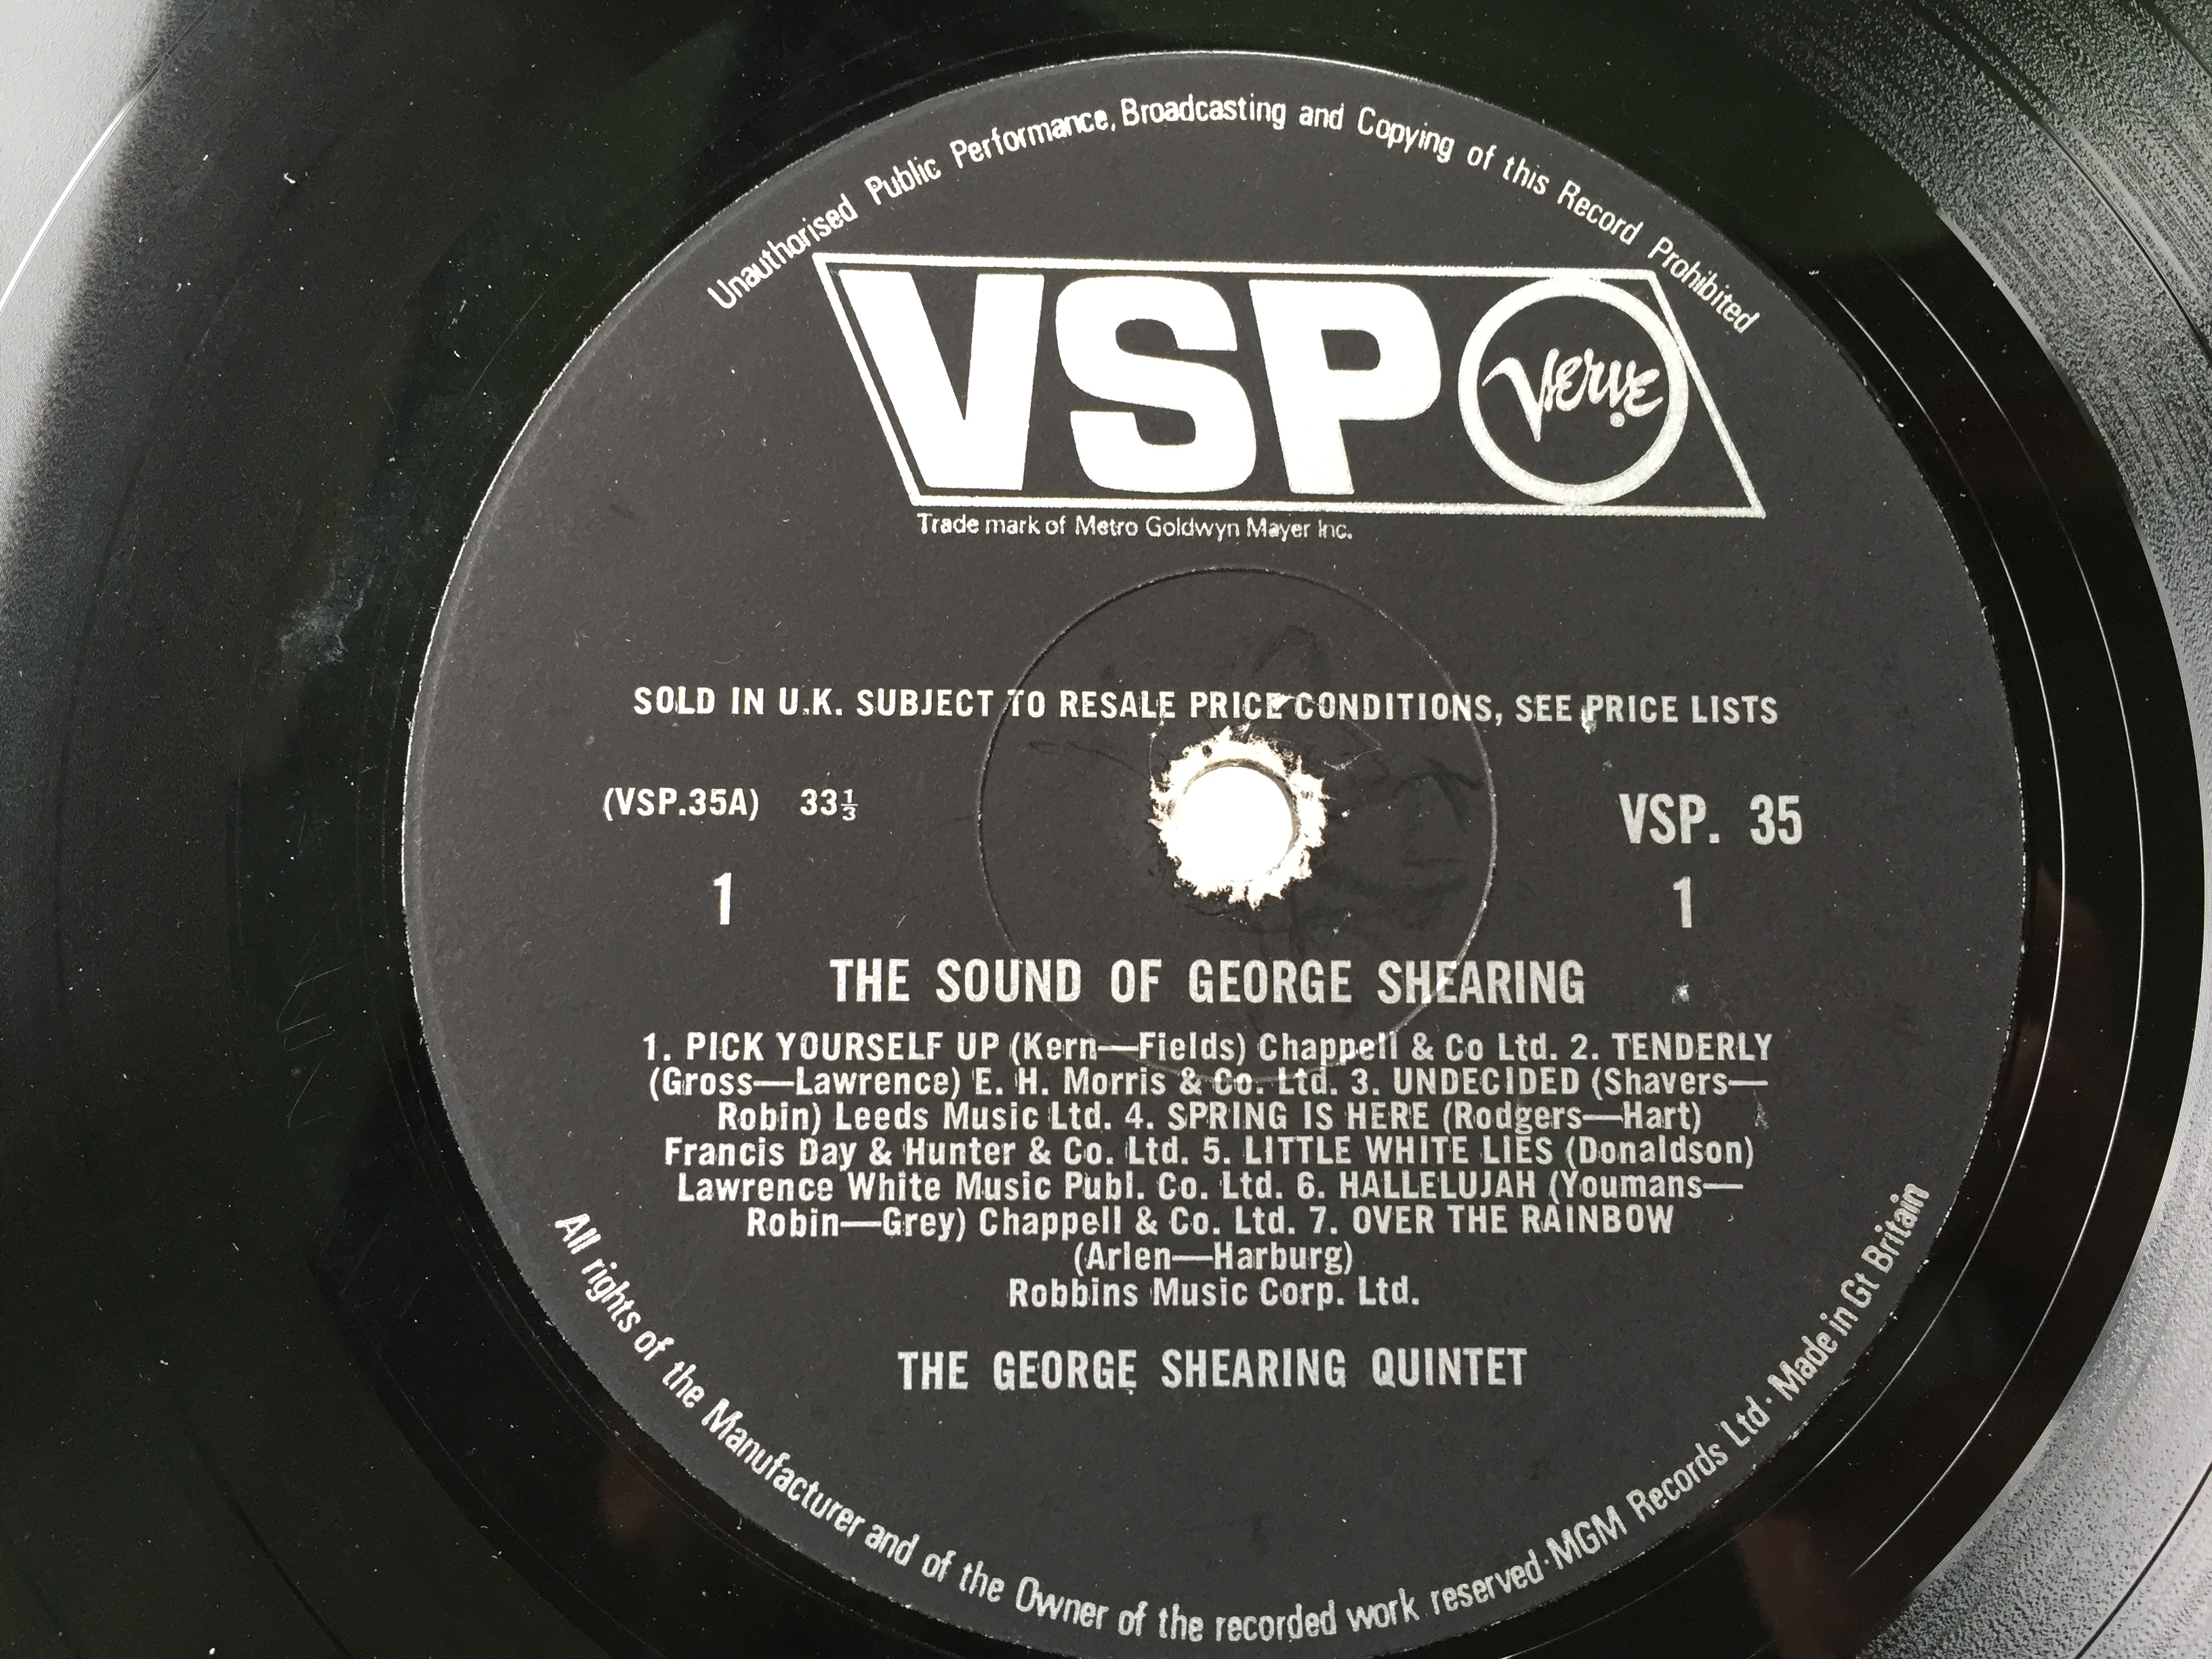 Unauthorised Public Performance, Broadcasting and Copying of this Record Prohibited
VSP Verve
Trade mark of Metro Goldwyn Mayer Inc.
SOLD IN U.K. SUBJECT TO RESALE PRICE CONDITIONS, SEE PRICE LISTS
(VSP.35A) 33⅓ VSP. 35
1 1
THE SOUND OF GEORGE SHEARING
1. PICK YOURSELF UP (Kern—Fields) Chappell & Co Ltd. 2. TENDERLY
(Gross—Lawrence) E. H. Morris & Co. Ltd. 3. UNDECIDED (Shavers—
Robin) Leeds Music Ltd. 4. SPRING IS HERE (Rodgers—Hart)
Francis Day & Hunter & Co. Ltd. 5. LITTLE WHITE LIES (Donaldson)
Lawrence White Music Publ. Co. Ltd. 6. HALLELUJAH (Youmans—
Robin—Grey) Chappell & Co. Ltd. 7. OVER THE RAINBOW
(Arlen—Harburg)
Robbins Music Corp. Ltd.
THE GEORGE SHEARING QUINTET
All rights of the Manufacturer and of the Owner of the recorded work reserved · MGM Records Ltd · Made in Gt Britain